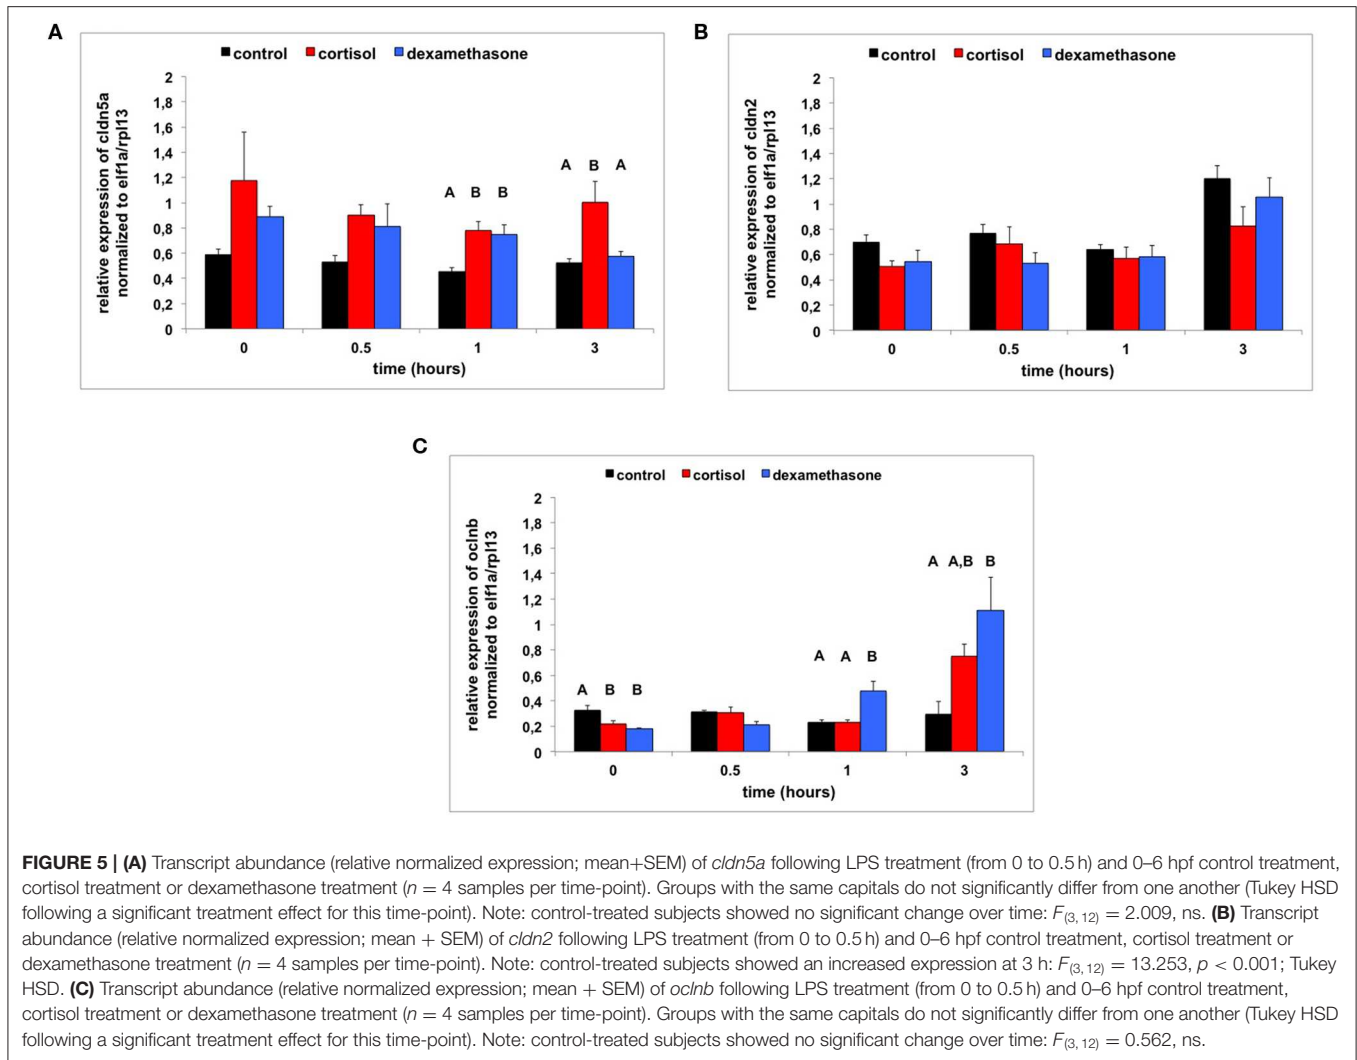 A
control cortisol dexamethasone
relative expression of cldn5a
normalized to elf1a/rpl13
2
1,8
1,6
1,4
1,2
1
0,8
0,6
0,4
0,2
0
A B B
A B A
0 0.5 1 3
time (hours)
B
control cortisol dexamethasone
relative expression of cldn2
normalized to elf1a/rpl13
2
1,8
1,6
1,4
1,2
1
0,8
0,6
0,4
0,2
0
0 0.5 1 3
time (hours)
C
control cortisol dexamethasone
relative expression of oclnb
normalized to elf1a/rpl13
2
1,8
1,6
1,4
1,2
1
0,8
0,6
0,4
0,2
0
A B B
A A B
A A,B B
0 0.5 1 3
time (hours)
FIGURE 5 | (A) Transcript abundance (relative normalized expression; mean+SEM) of cldn5a following LPS treatment (from 0 to 0.5 h) and 0–6 hpf control treatment,
cortisol treatment or dexamethasone treatment (n = 4 samples per time-point). Groups with the same capitals do not significantly differ from one another (Tukey HSD
following a significant treatment effect for this time-point). Note: control-treated subjects showed no significant change over time: F(3, 12) = 2.009, ns. (B) Transcript
abundance (relative normalized expression; mean + SEM) of cldn2 following LPS treatment (from 0 to 0.5 h) and 0–6 hpf control treatment, cortisol treatment or
dexamethasone treatment (n = 4 samples per time-point). Note: control-treated subjects showed an increased expression at 3 h: F(3, 12) = 13.253, p < 0.001; Tukey
HSD. (C) Transcript abundance (relative normalized expression; mean + SEM) of oclnb following LPS treatment (from 0 to 0.5 h) and 0–6 hpf control treatment,
cortisol treatment or dexamethasone treatment (n = 4 samples per time-point). Groups with the same capitals do not significantly differ from one another (Tukey HSD
following a significant treatment effect for this time-point). Note: control-treated subjects showed no significant change over time: F(3, 12) = 0.562, ns.